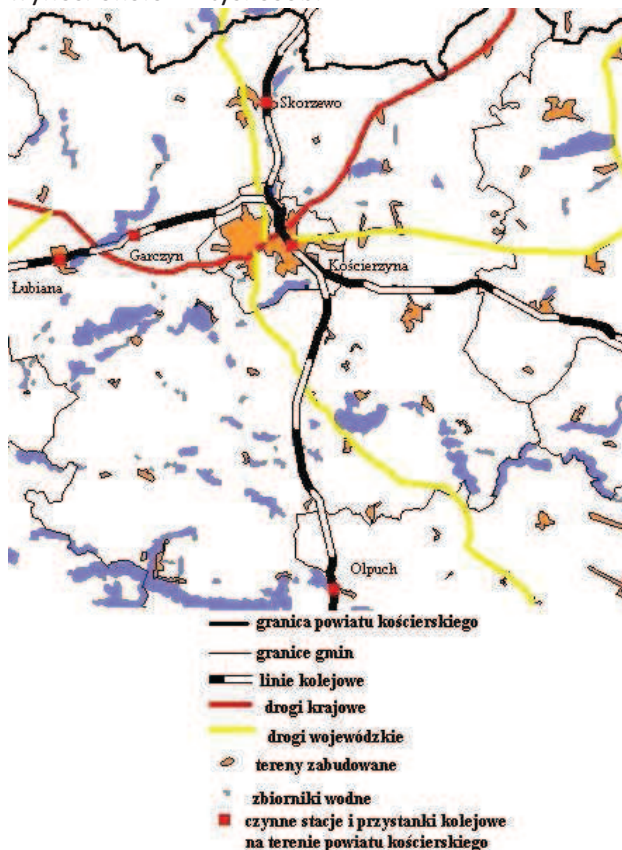 Skorzewo
Garczyn
Kościerzyna
Łubiana
Olpuch
granica powiatu kościerskiego
granice gmin
linie kolejowe
drogi krajowe
drogi wojewódzkie
tereny zabudowane
zbiorniki wodne
czynne stacje i przystanki kolejowe
na terenie powiatu kościerskiego